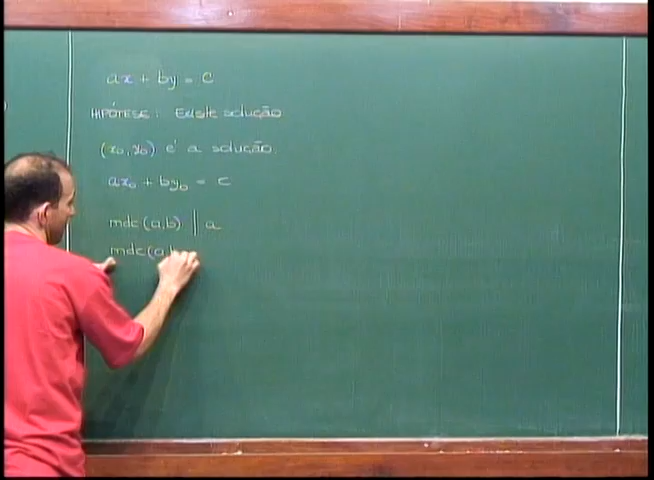 ax + by = c
HIPÓTESE: Existe solução
(x₀, y₀) é a solução.
ax₀ + by₀ = c
mdc(a,b) | a
mdc(a,b